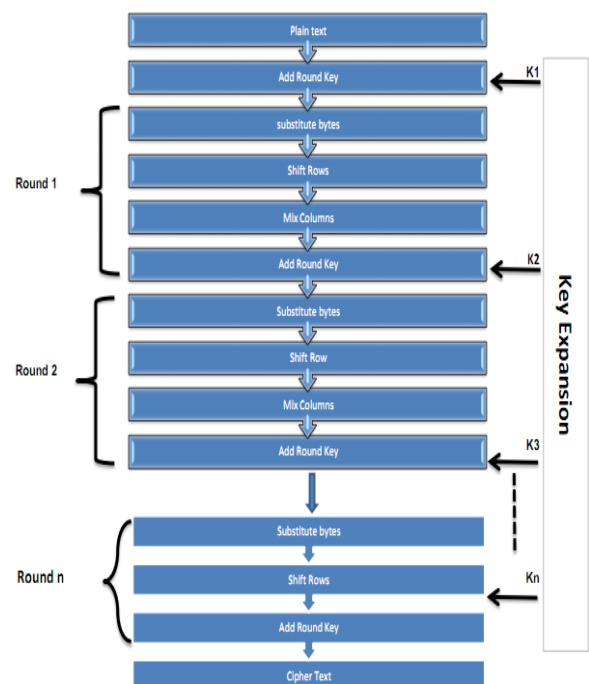 Plain text
Add Round Key
K1
substitute bytes
Shift Rows
Round 1
Mix Columns
Add Round Key
K2
Substitute bytes
Shift Row
Round 2
Mix Columns
Add Round Key
K3
Key Expansion
Substitute bytes
Shift Rows
Round n
Kn
Add Round Key
Cipher Text